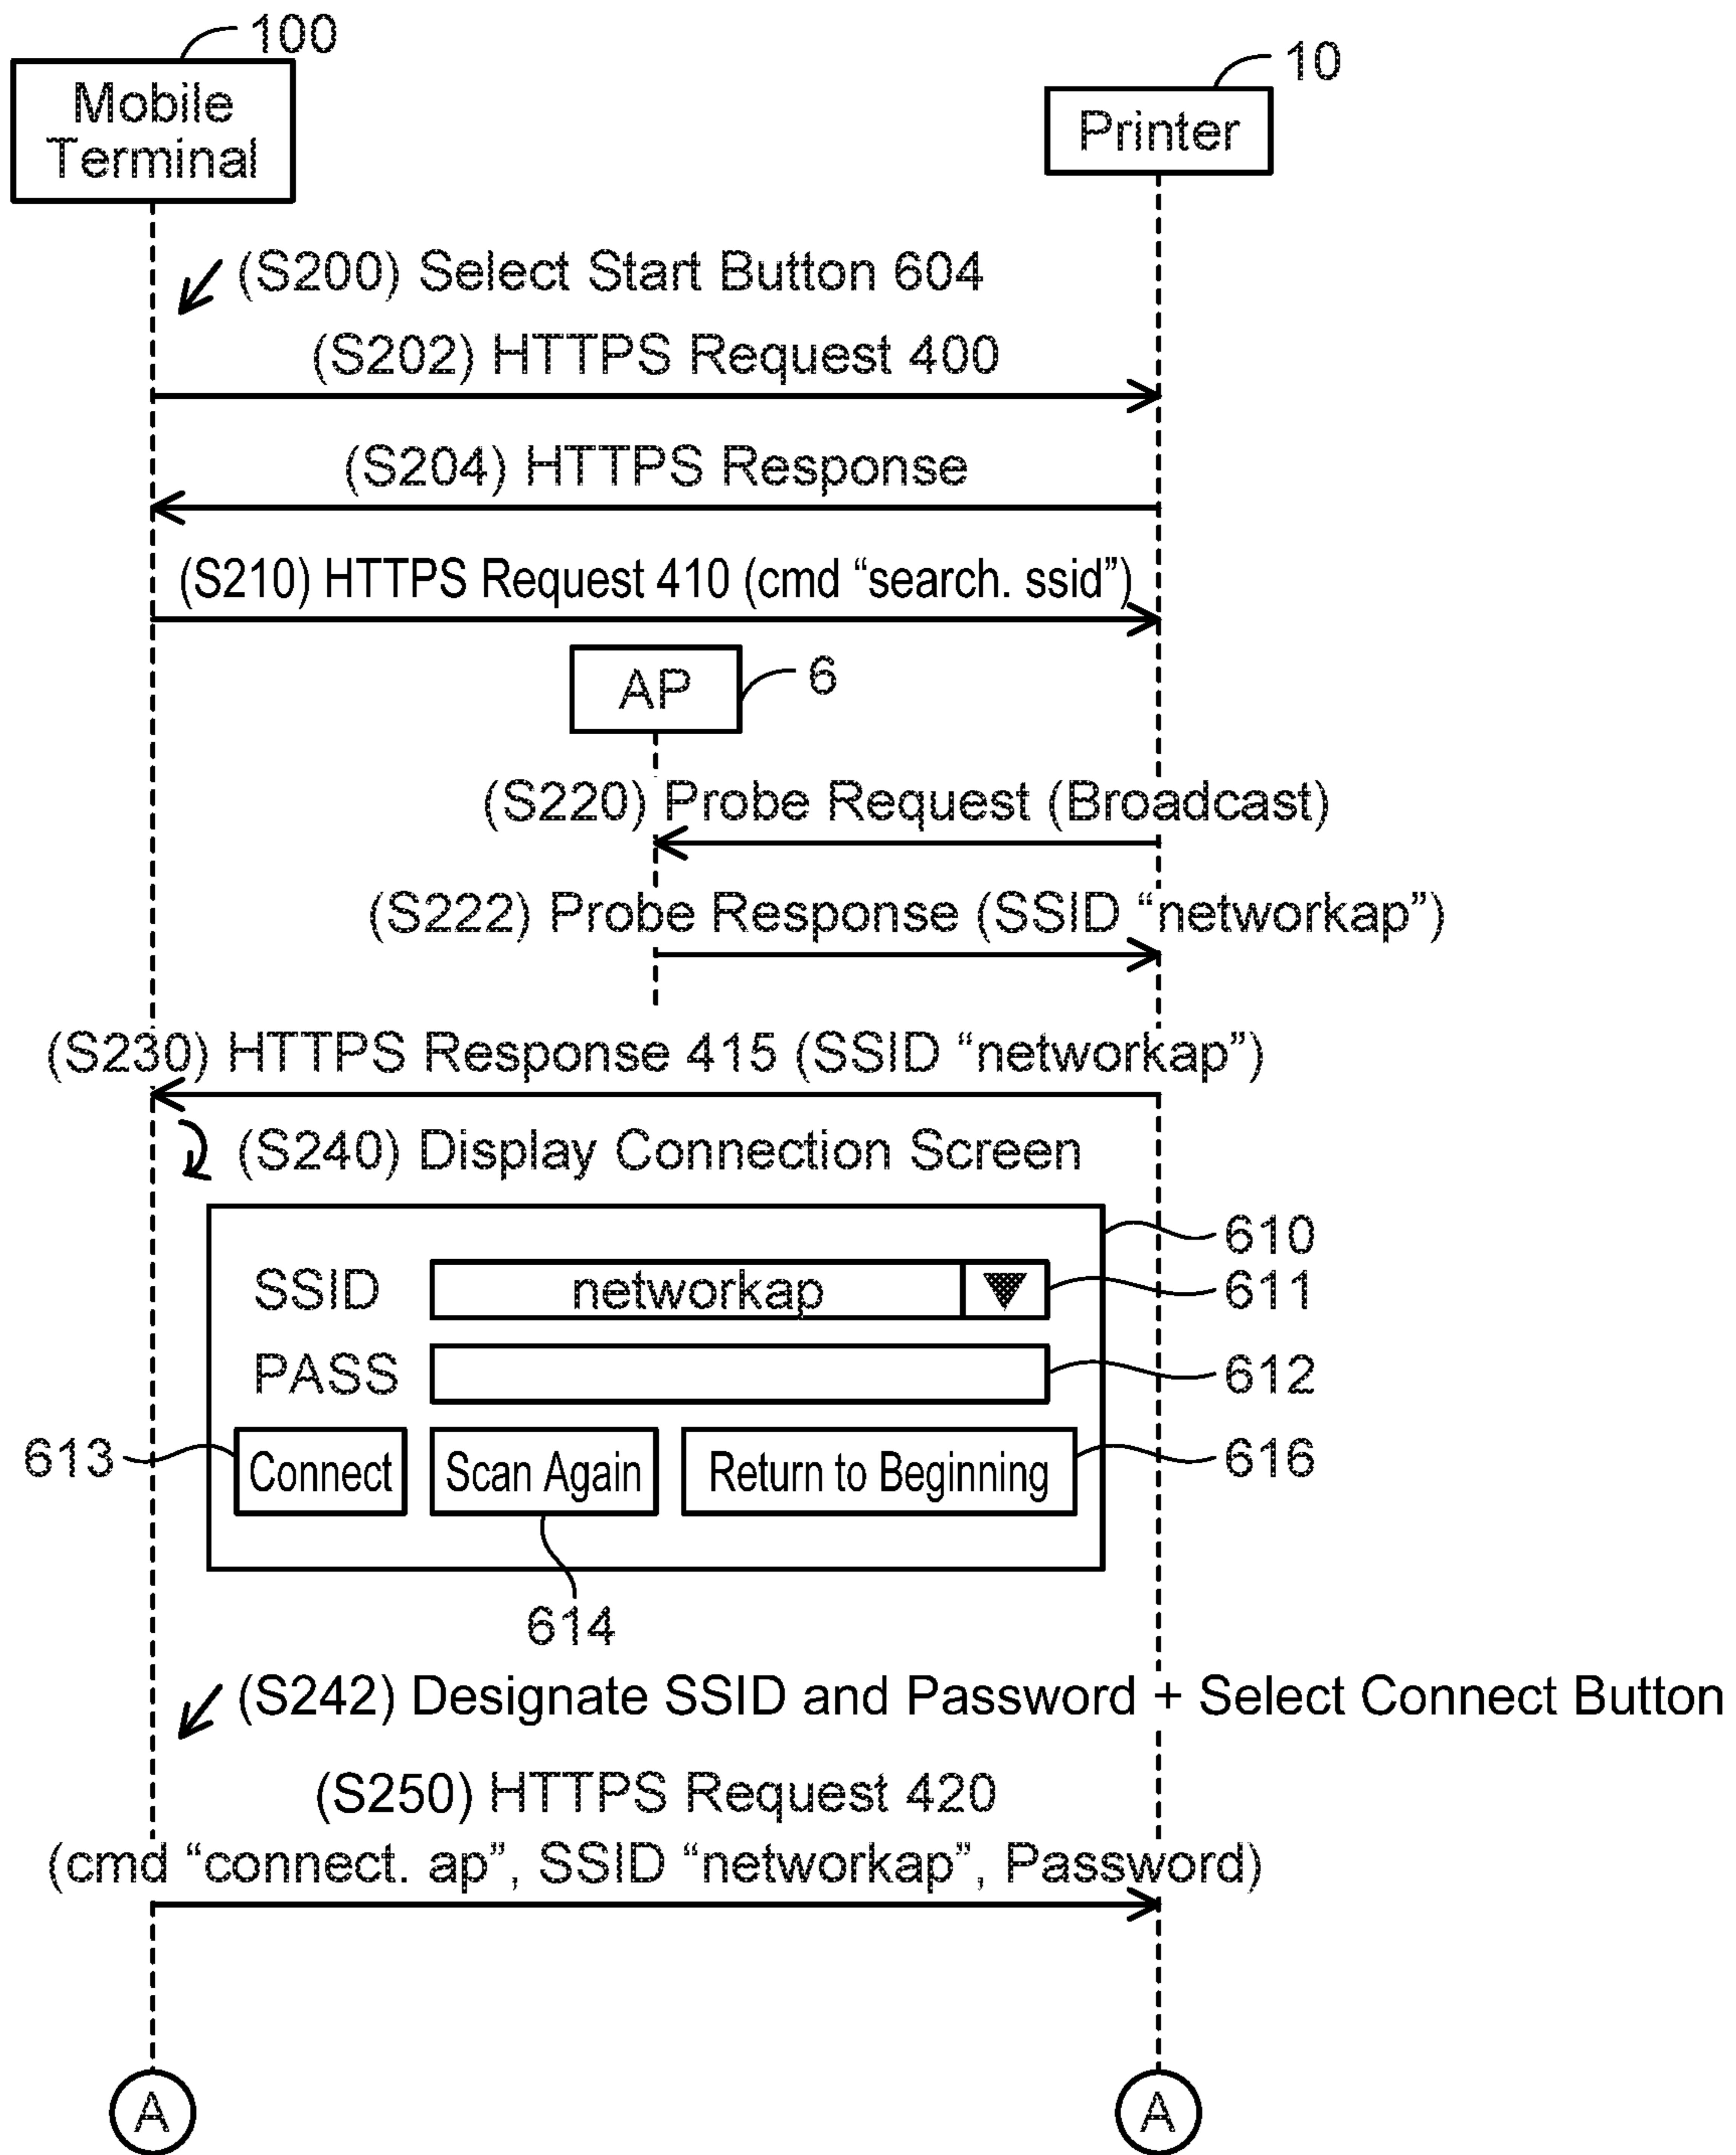 100
10
Mobile
Terminal
Printer
(S200) Select Start Button 604
(S202) HTTPS Request 400
(S204) HTTPS Response
(S210) HTTPS Request 410 (cmd “search. ssid”)
AP
6
(S220) Probe Request (Broadcast)
(S222) Probe Response (SSID “networkap”)
(S230) HTTPS Response 415 (SSID “networkap”)
(S240) Display Connection Screen
610
SSID networkap ▼ 611
PASS 612
613 Connect Scan Again Return to Beginning 616
614
(S242) Designate SSID and Password + Select Connect Button
(S250) HTTPS Request 420
(cmd “connect. ap”, SSID “networkap”, Password)
A A